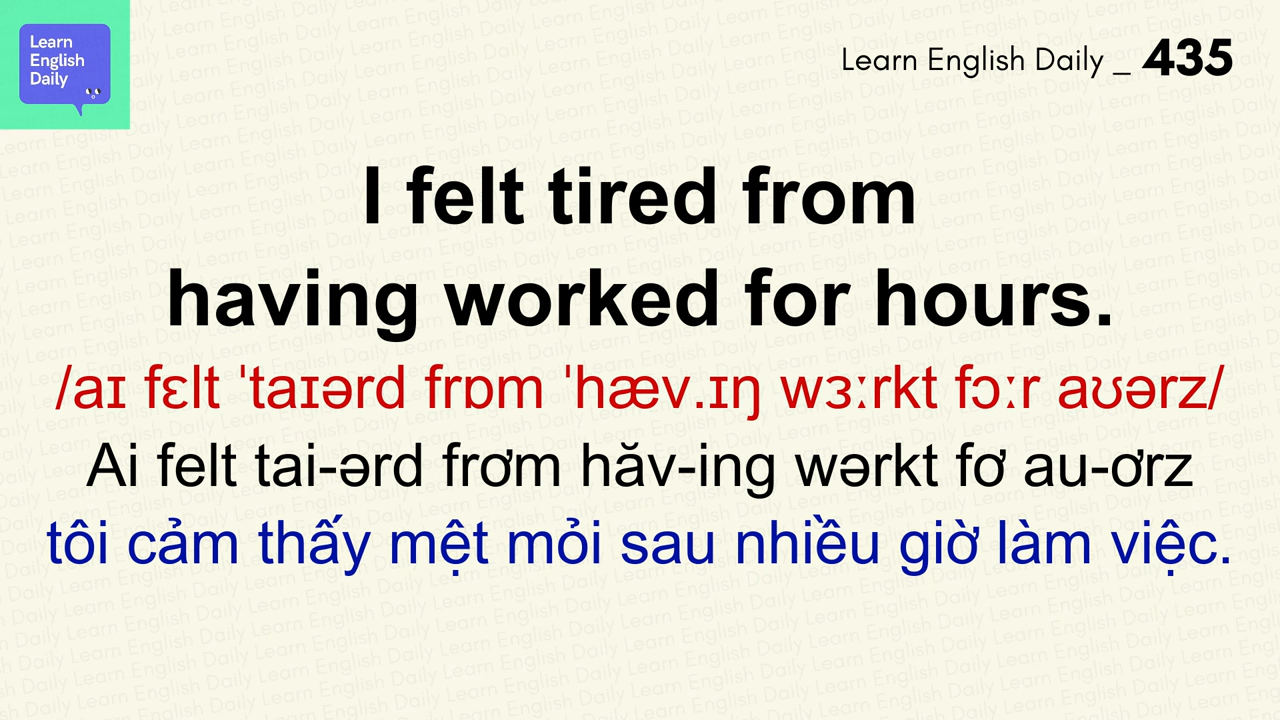 Learn
English
Daily
Learn English Daily _ 435
I felt tired from
having worked for hours.
/aɪ fɛlt ˈtaɪərd frɒm ˈhæv.ɪŋ wɜːrkt fɔːr aʊərz/
Ai felt tai-ərd frơm hăv-ing wərkt fơ au-ơrz
tôi cảm thấy mệt mỏi sau nhiều giờ làm việc.